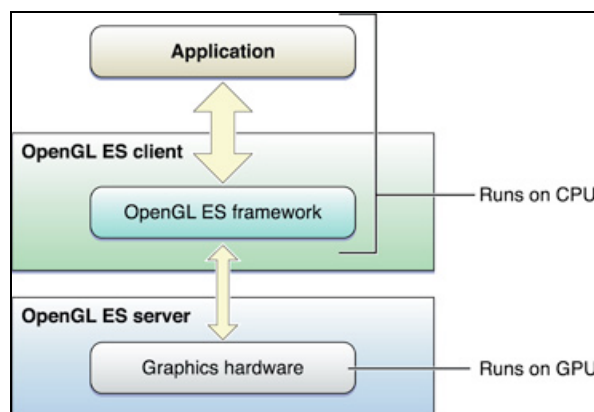 Application
OpenGL ES client
OpenGL ES framework
Runs on CPU
OpenGL ES server
Graphics hardware
Runs on GPU